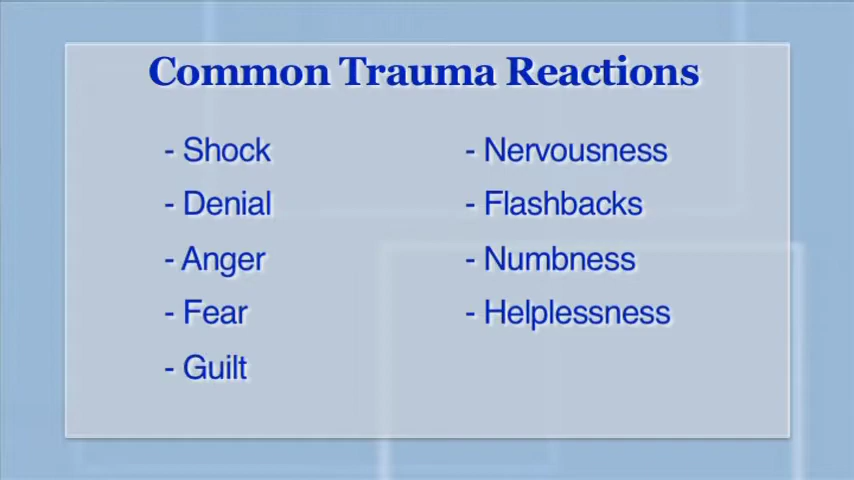 Common Trauma Reactions
- Shock
- Denial
- Anger
- Fear
- Guilt
- Nervousness
- Flashbacks
- Numbness
- Helplessness